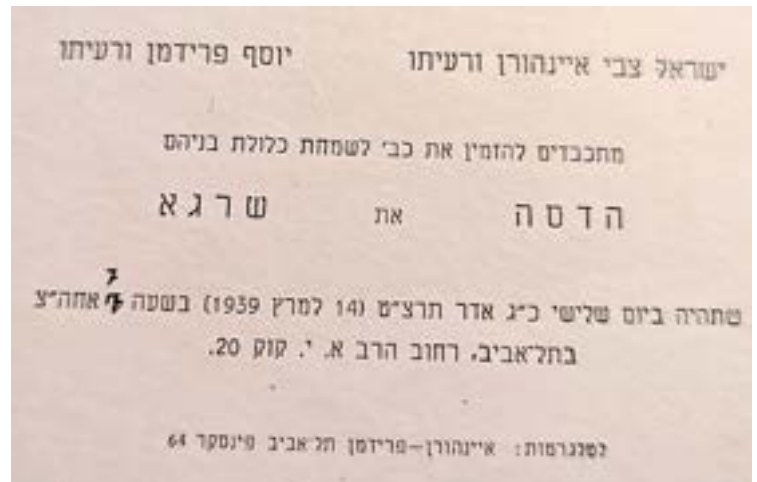 ישראל צבי איינהורן ורעיתו יוסף פרידמן ורעיתו
מתכבדים להזמין את כב׳ לשמחת כלולת בניהם
הדסה את שרגא
שתהיה ביום שלישי כ״ג אדר תרצ״ט (14 למרץ 1939) בשעה 7 אחה״צ
בתל־אביב, רחוב הרב א. י. קוק 20.
לטלגרמות: איינהורן–פרידמן תל־אביב פינסקר 64